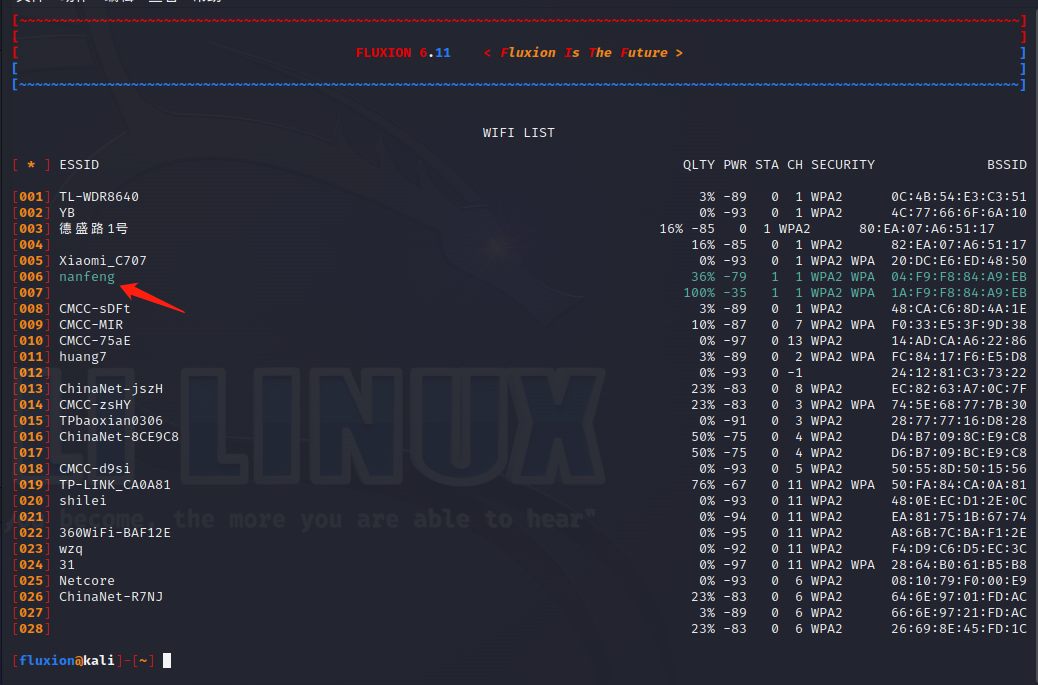 [~~~~~~~~~~~~~~~~~~~~~~~~~~~~~~~~~~~~~~~~~~~~~~~~~~~~~~~~~~~~~~~~~~~~~~~~~~~~~~~~~~~~~~~~~~~~~~~~~~~~~~~~~~~~~~~~~~~~~~~~~~~~~]
[ ]
[ FLUXION 6.11 < Fluxion Is The Future > ]
[ ]
[~~~~~~~~~~~~~~~~~~~~~~~~~~~~~~~~~~~~~~~~~~~~~~~~~~~~~~~~~~~~~~~~~~~~~~~~~~~~~~~~~~~~~~~~~~~~~~~~~~~~~~~~~~~~~~~~~~~~~~~~~~~~~]
WIFI LIST
[ * ] ESSID QLTY PWR STA CH SECURITY BSSID
[001] TL-WDR8640 3% -89 0 1 WPA2 0C:4B:54:E3:C3:51
[002] YB 0% -93 0 1 WPA2 4C:77:66:6F:6A:10
[003] 德盛路1号 16% -85 0 1 WPA2 80:EA:07:A6:51:17
[004] 16% -85 0 1 WPA2 82:EA:07:A6:51:17
[005] Xiaomi_C707 0% -93 0 1 WPA2 WPA 20:DC:E6:ED:48:50
[006] nanfeng 36% -79 1 1 WPA2 WPA 04:F9:F8:84:A9:EB
[007] 100% -35 1 1 WPA2 WPA 1A:F9:F8:84:A9:EB
[008] CMCC-sDFt 3% -89 0 1 WPA2 48:CA:C6:8D:4A:1E
[009] CMCC-MIR 10% -87 0 7 WPA2 WPA F0:33:E5:3F:9D:38
[010] CMCC-75aE 0% -97 0 13 WPA2 14:AD:CA:A6:22:86
[011] huang7 3% -89 0 2 WPA2 WPA FC:84:17:F6:E5:D8
[012] 0% -93 0 -1 24:12:81:C3:73:22
[013] ChinaNet-jszH 23% -83 0 8 WPA2 EC:82:63:A7:0C:7F
[014] CMCC-zsHY 23% -83 0 3 WPA2 WPA 74:5E:68:77:7B:30
[015] TPbaoxian0306 0% -91 0 3 WPA2 28:77:77:16:D8:28
[016] ChinaNet-8CE9C8 50% -75 0 4 WPA2 D4:B7:09:8C:E9:C8
[017] 50% -75 0 4 WPA2 D6:B7:09:BC:E9:C8
[018] CMCC-d9si 0% -93 0 5 WPA2 50:55:8D:50:15:56
[019] TP-LINK_CA0A81 76% -67 0 11 WPA2 WPA 50:FA:84:CA:0A:81
[020] shilei 0% -93 0 11 WPA2 48:0E:EC:D1:2E:0C
[021] 0% -94 0 11 WPA2 EA:81:75:1B:67:74
[022] 360WiFi-BAF12E 0% -95 0 11 WPA2 A8:6B:7C:BA:F1:2E
[023] wzq 0% -92 0 11 WPA2 F4:D9:C6:D5:EC:3C
[024] 31 0% -97 0 11 WPA2 WPA 28:64:B0:61:B5:B8
[025] Netcore 0% -93 0 6 WPA2 08:10:79:F0:00:E9
[026] ChinaNet-R7NJ 23% -83 0 6 WPA2 64:6E:97:01:FD:AC
[027] 3% -89 0 6 WPA2 66:6E:97:21:FD:AC
[028] 23% -83 0 6 WPA2 26:69:8E:45:FD:1C
[fluxion@kali]-[~]
LINUX
become, the more you are able to hear"